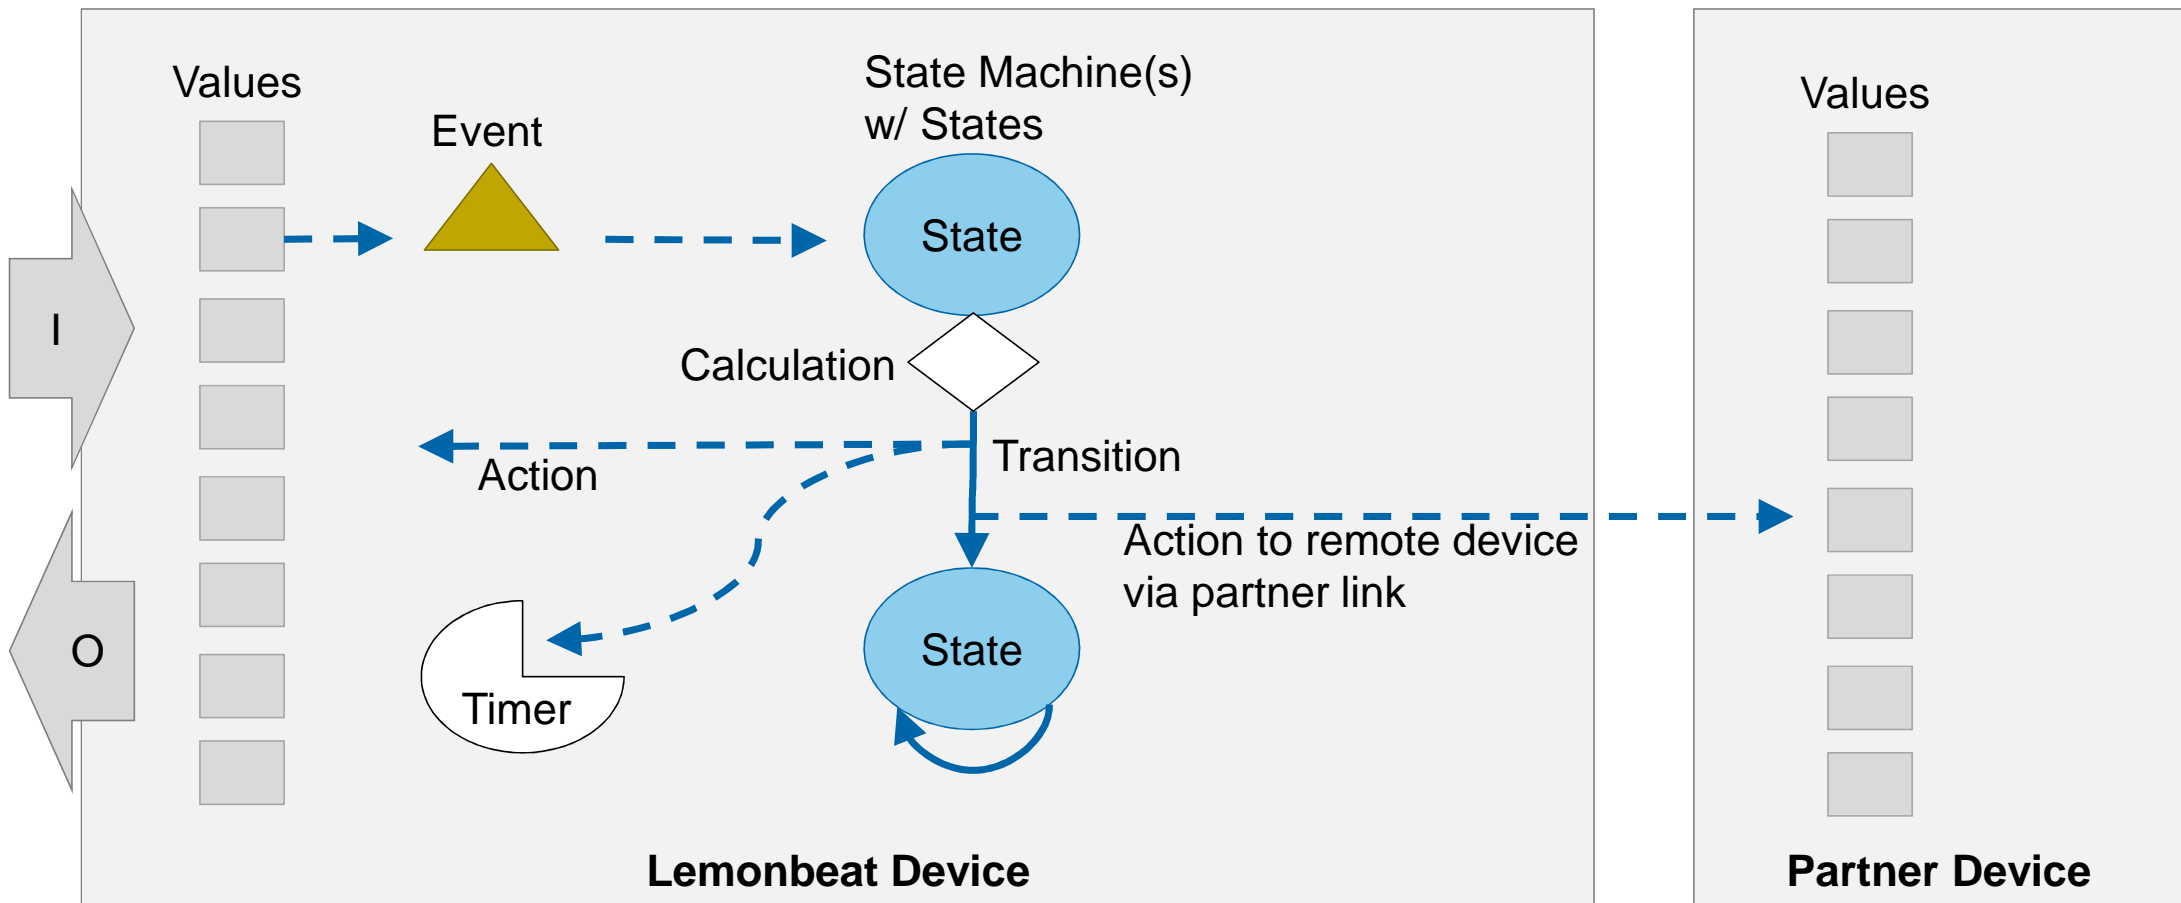 Values
Event
State Machine(s)
w/ States
State
I
Calculation
Action
Transition
Action to remote device
via partner link
O
Timer
State
Lemonbeat Device
Values
Partner Device